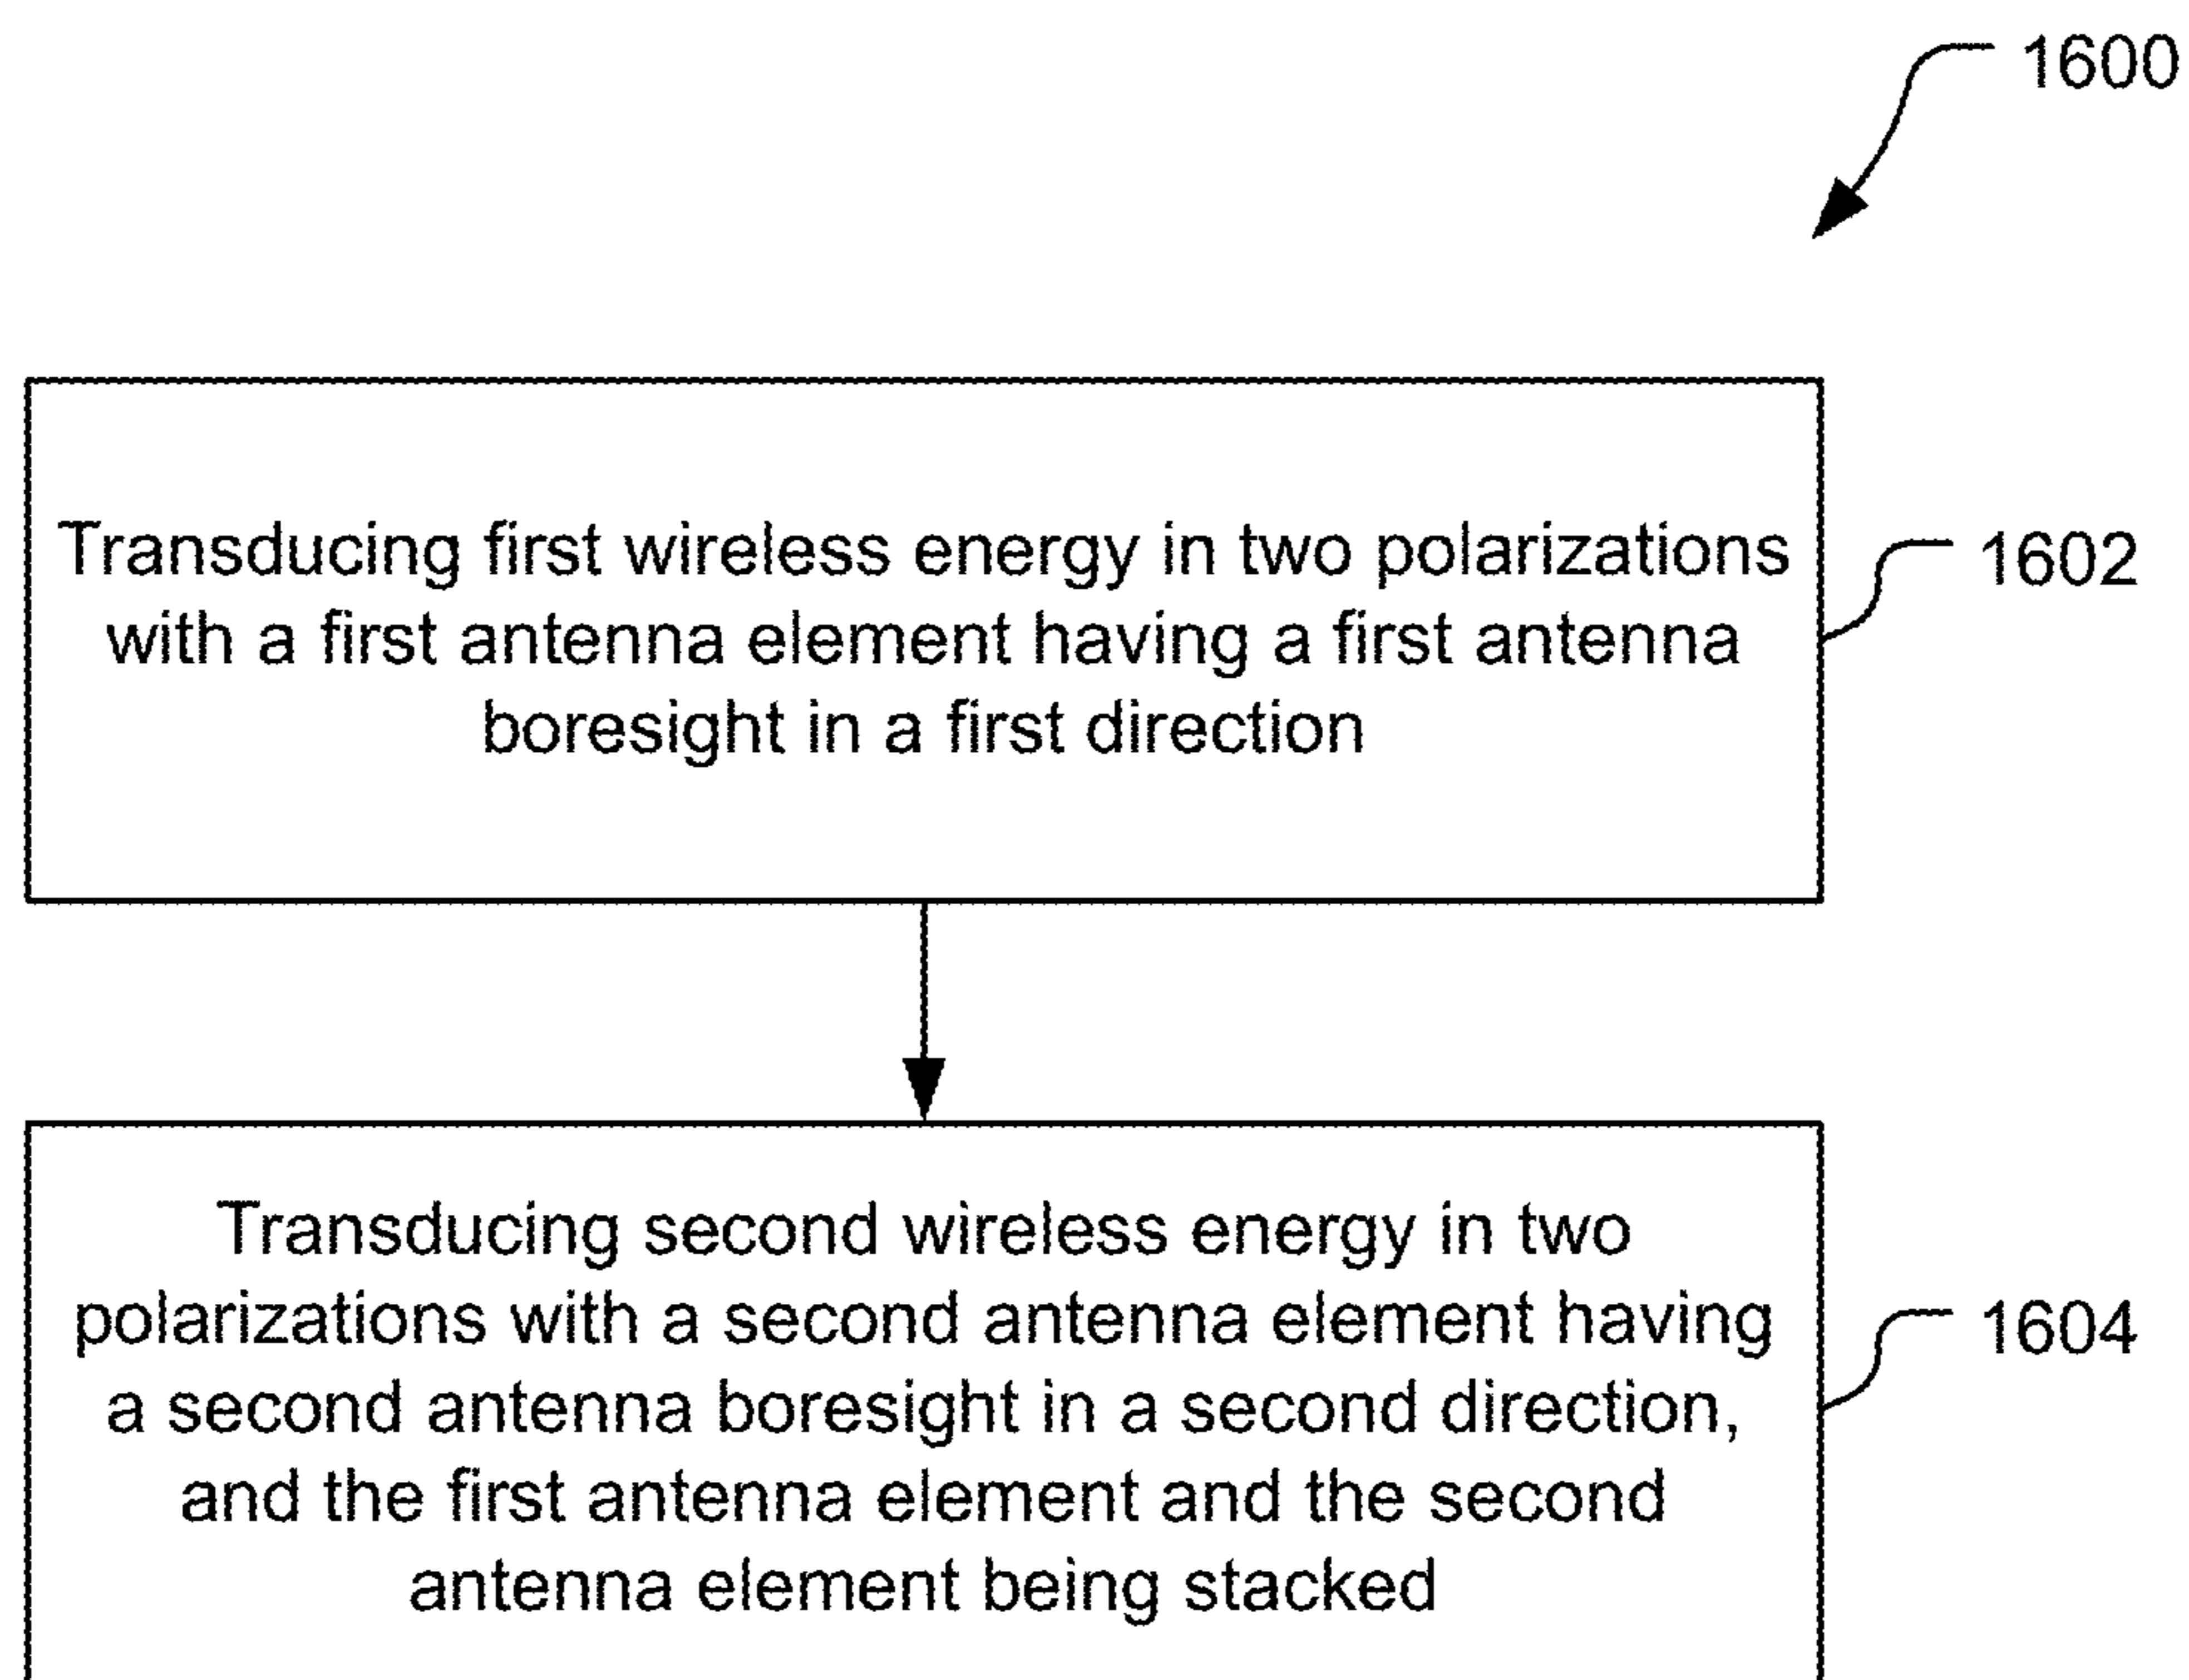 1600
Transducing first wireless energy in two polarizations
with a first antenna element having a first antenna
boresight in a first direction
1602
Transducing second wireless energy in two
polarizations with a second antenna element having
a second antenna boresight in a second direction,
and the first antenna element and the second
antenna element being stacked
1604